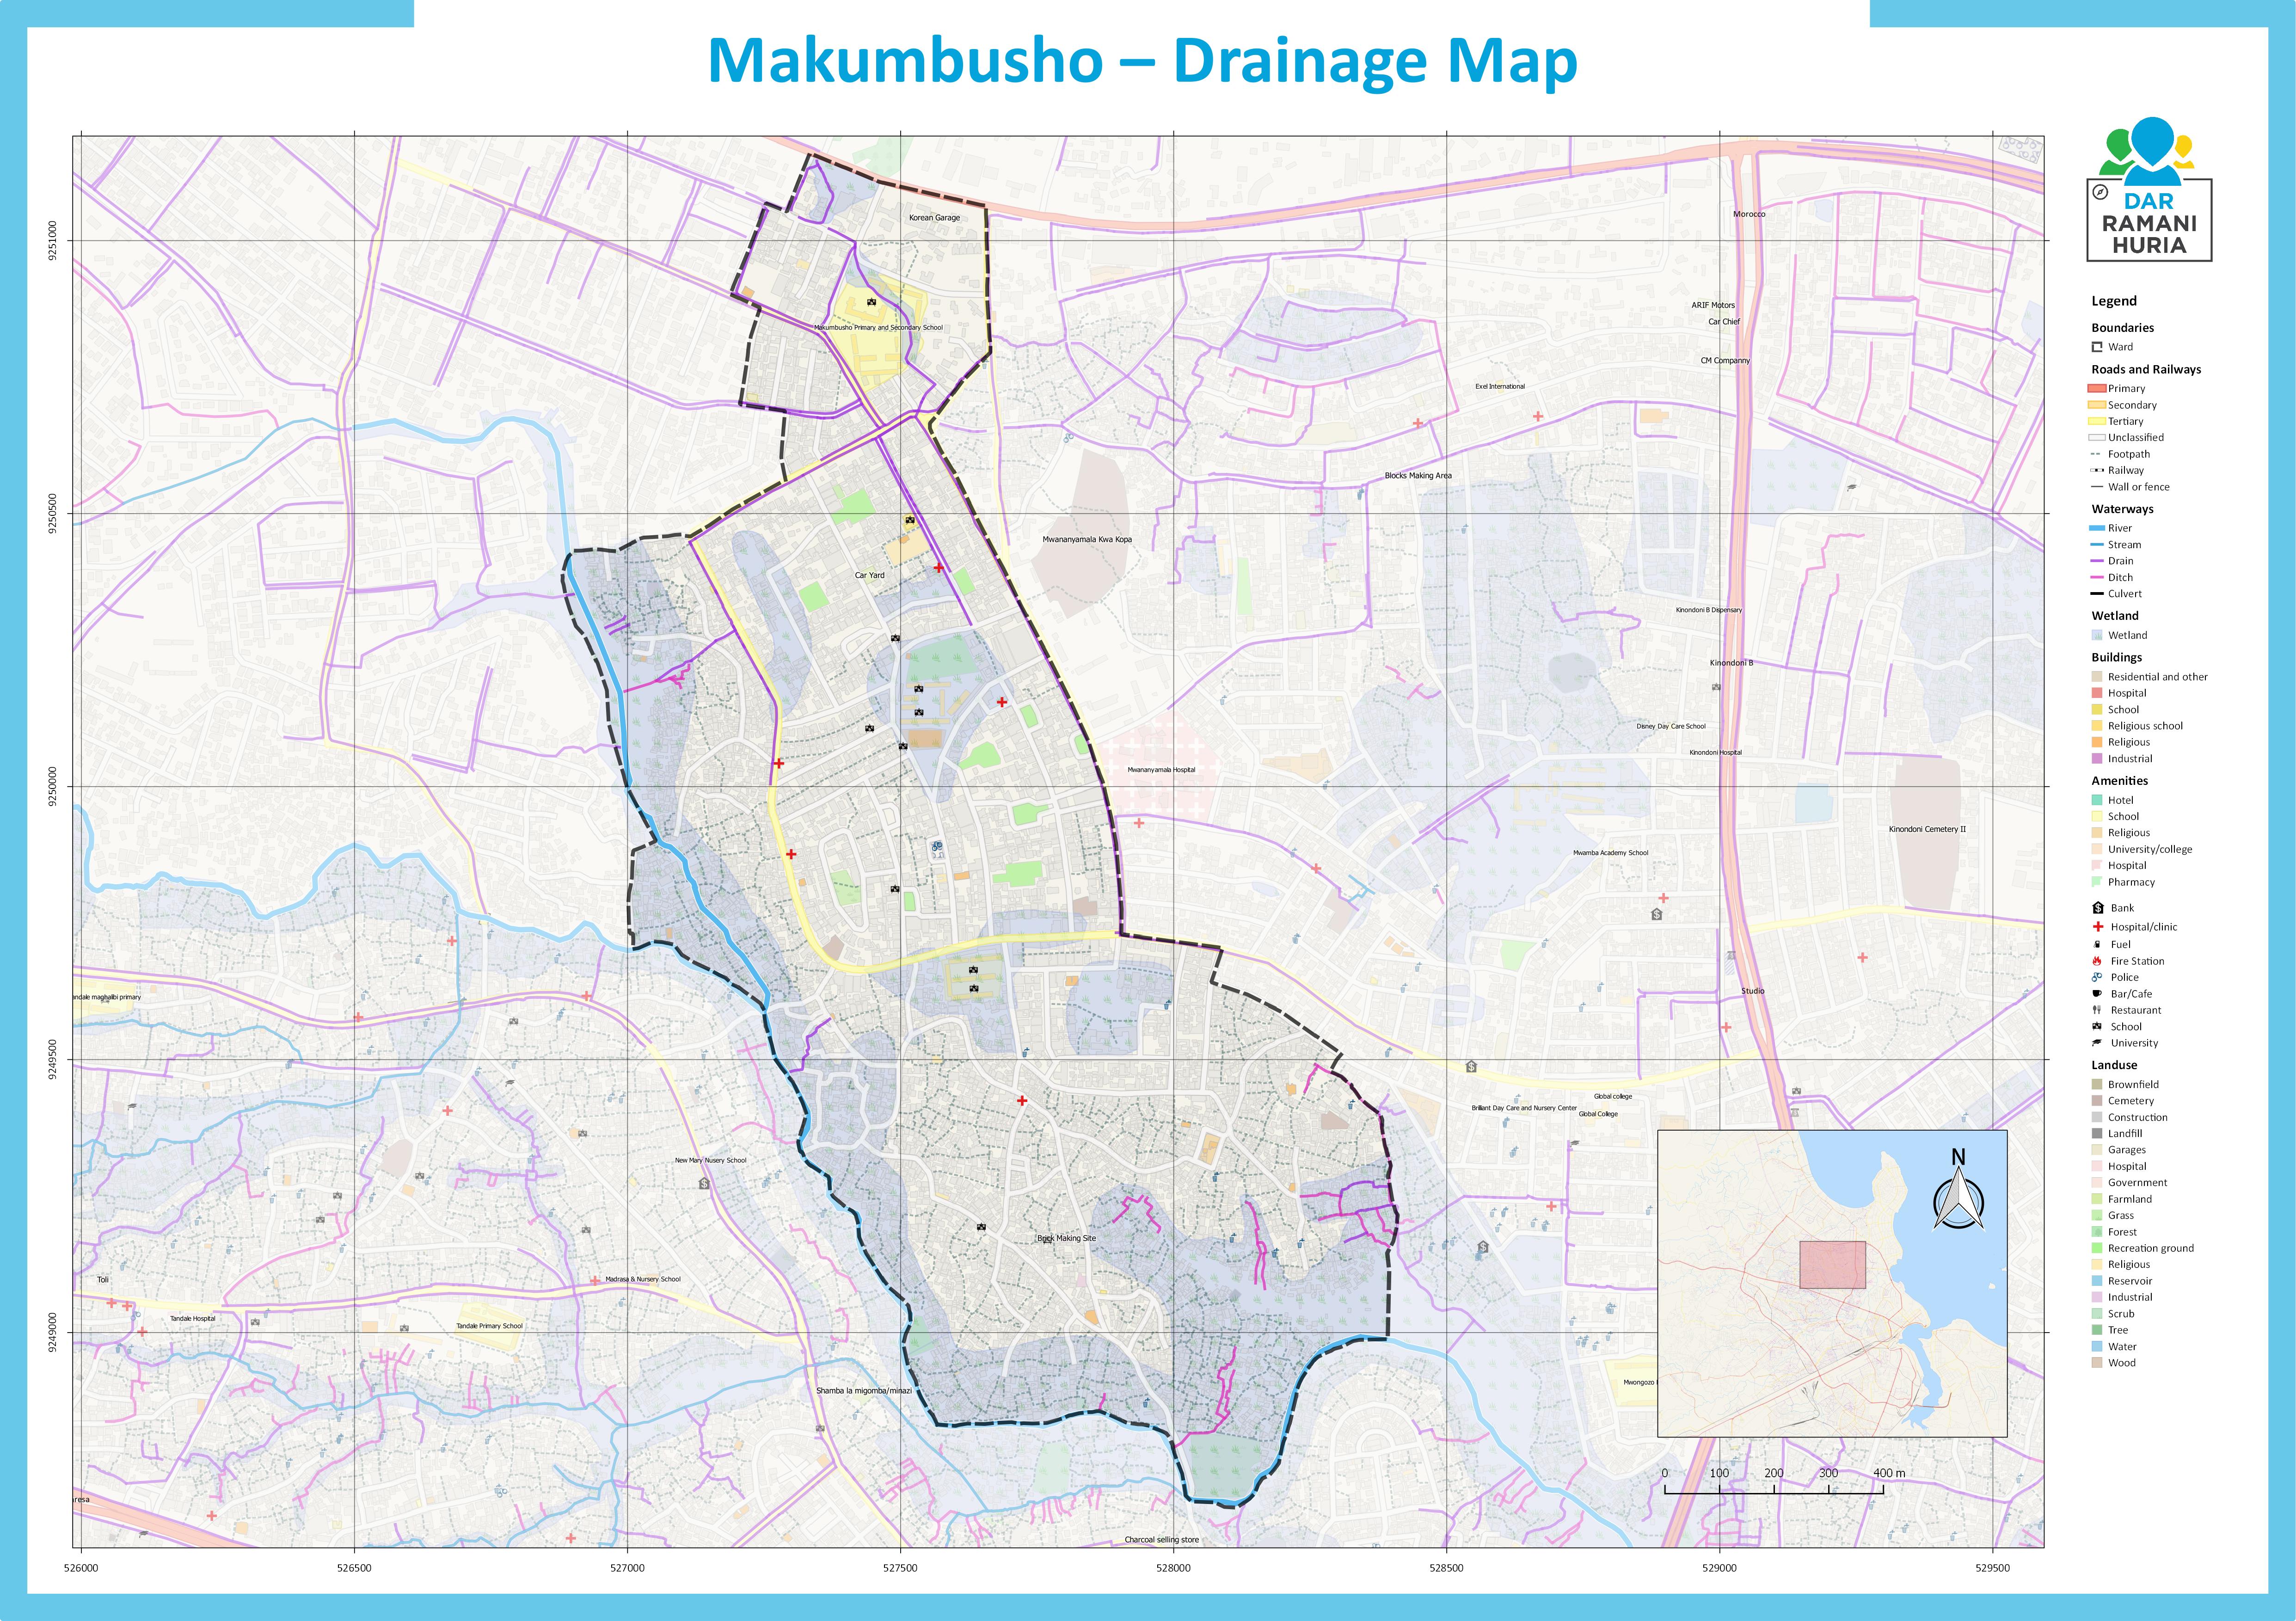 Makumbusho – Drainage Map
DAR
RAMANI
HURIA
Legend
Boundaries
Ward
Roads and Railways
Primary
Secondary
Tertiary
Unclassified
Footpath
Railway
Wall or fence
Waterways
River
Stream
Drain
Ditch
Culvert
Wetland
Wetland
Buildings
Residential and other
Hospital
School
Religious school
Religious
Industrial
Amenities
Hotel
School
Religious
University/college
Hospital
Pharmacy
Bank
Hospital/clinic
Fuel
Fire Station
Police
Bar/Cafe
Restaurant
School
University
Landuse
Brownfield
Cemetery
Construction
Landfill
Garages
Hospital
Government
Farmland
Grass
Forest
Recreation ground
Religious
Reservoir
Industrial
Scrub
Tree
Water
Wood
Korean Garage
Morocco
Makumbusho Primary and Secondary School
ARIF Motors
Car Chief
CM Companny
Exel International
Blocks Making Area
Mwananyamala Kwa Kopa
Car Yard
Kinondoni B Dispensary
Kinondoni B
Disney Day Care School
Kinondoni Hospital
Mwananyamala Hospital
Kinondoni Cemetery II
Mwamba Academy School
Studio
andale maghalibi primary
Global college
Brilliant Day Care and Nursery Center
Global College
New Mary Nusery School
Brick Making Site
Toli
Madrasa & Nursery School
Tandale Hospital
Tandale Primary School
Shamba la migomba/minazi
Mwongozo
aresa
Charcoal selling store
N
0 100 200 300 400 m
9251000
9250500
9250000
9249500
9249000
526000 526500 527000 527500 528000 528500 529000 529500